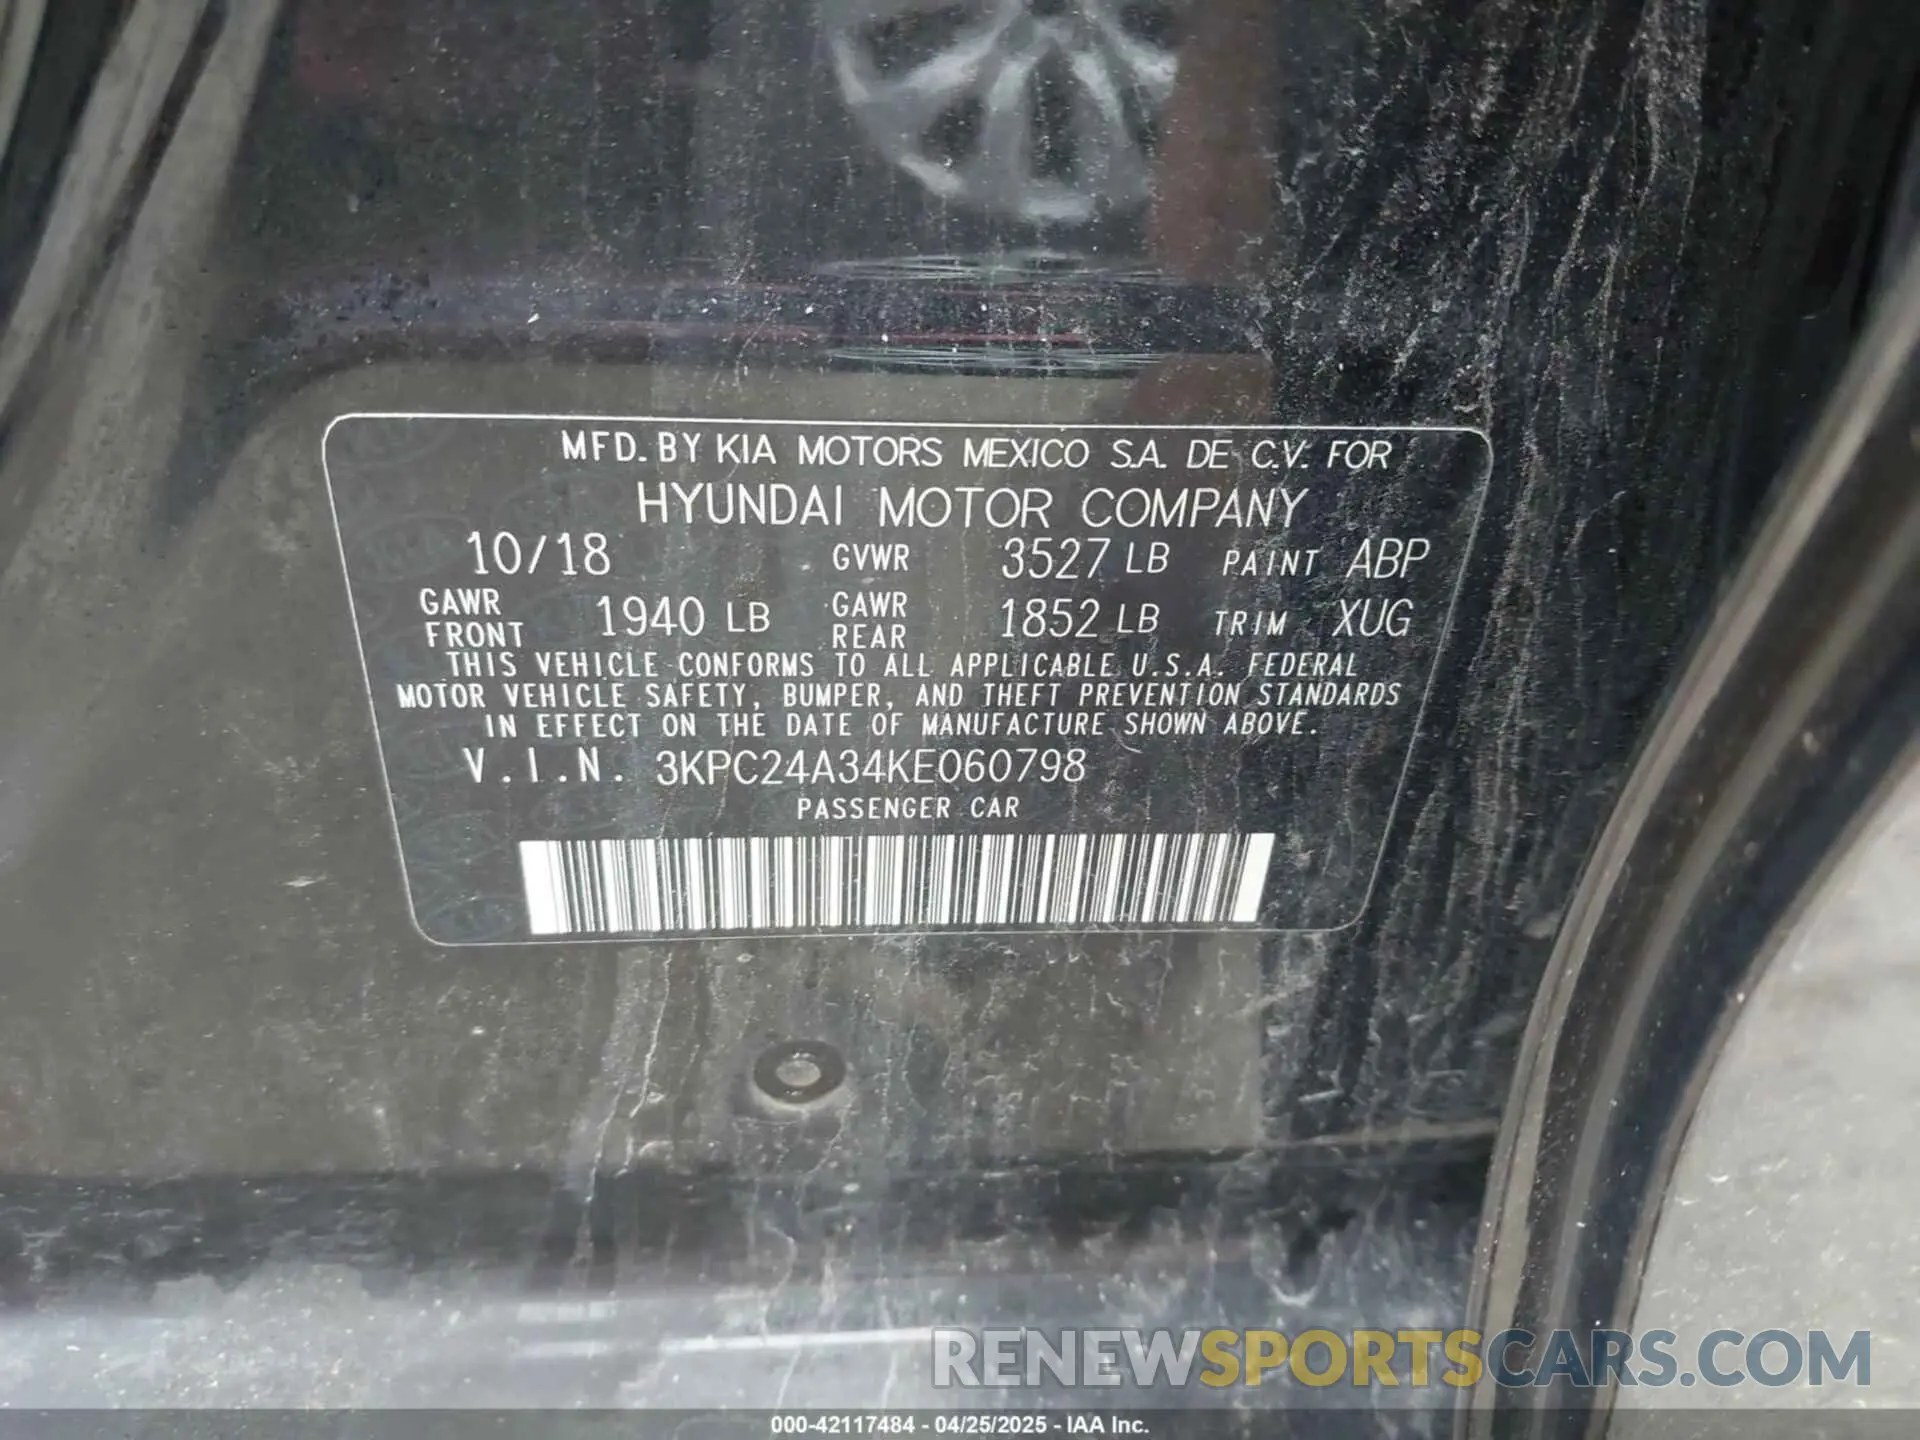 MFD. BY KIA MOTORS MEXICO S.A. DE C.V. FOR
HYUNDAI MOTOR COMPANY
10/18 GVWR 3527 LB PAINT ABP
GAWR FRONT 1940 LB GAWR REAR 1852 LB TRIM XUG
THIS VEHICLE CONFORMS TO ALL APPLICABLE U.S.A. FEDERAL
MOTOR VEHICLE SAFETY, BUMPER, AND THEFT PREVENTION STANDARDS
IN EFFECT ON THE DATE OF MANUFACTURE SHOWN ABOVE.
V.I.N. 3KPC24A34KE060798
PASSENGER CAR
RENEWSPORTSCARS.COM
000-42117484 - 04/25/2025 - IAA Inc.